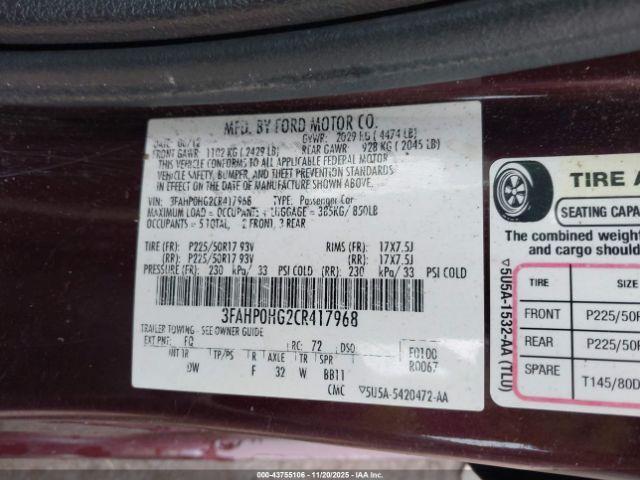 MFD. BY FORD MOTOR CO.
DATE: 06/12 GVWR: 2029 KG ( 4474 LB)
FRONT GAWR: 1102 KG (2429 LB) REAR GAWR: 928 KG ( 2045 LB)
THIS VEHICLE CONFORMS TO ALL APPLICABLE FEDERAL MOTOR
VEHICLE SAFETY, BUMPER, AND THEFT PREVENTION STANDARDS
IN EFFECT ON THE DATE OF MANUFACTURE SHOWN ABOVE
VIN: 3FAHP0HG2CR417968 TYPE: Passenger Car
MAXIMUM LOAD = OCCUPANTS + LUGGAGE = 385KG/ 850LB
OCCUPANTS = 5 TOTAL, 2 FRONT, 3 REAR
TIRE (FR): P225/50R17 93V RIMS (FR): 17X7.5J
(RR): P225/50R17 93V (RR): 17X7.5J
PRESSURE (FR): 230 kPa/ 33 PSI COLD (RR): 230 kPa/ 33 PSI COLD
3FAHP0HG2CR417968
TRAILER TOWING - SEE OWNER GUIDE
EXT PNT: FQ RC: 72 DSO
INT TR TP/PS R AXLE TR SPR F0100
DW F 32 W BB11 R0067
CMC ▽5U5A-5420472-AA
▽5U5A-1532-AA (TLU)
TIRE A
SEATING CAPA
The combined weight
and cargo should
TIRE SIZE
FRONT P225/50R
REAR P225/50R
SPARE T145/80D
000-43755106 - 11/20/2025 - IAAI.com